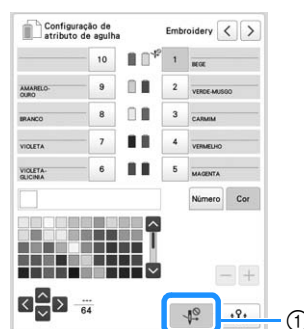 Configuração de
atributo de agulha
Embroidery
10
1
BEGE
AMARELO-
OURO
9
2
VERDE-MUSGO
BRANCO
8
3
CARMIM
VIOLETA
7
4
VERMELHO
VIOLETA-
GLICINIA
6
5
MAGENTA
Número
Cor
---
64
1